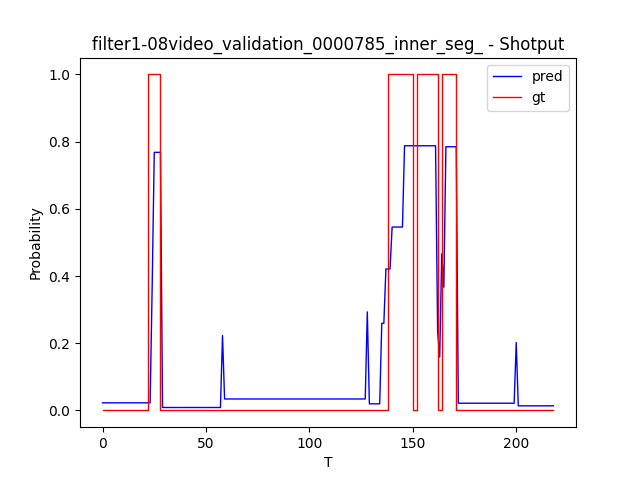 filter1-08video_validation_0000785_inner_seg_ - Shotput
pred
gt
1.0
0.8
0.6
0.4
0.2
0.0
Probability
0
50
100
150
200
T